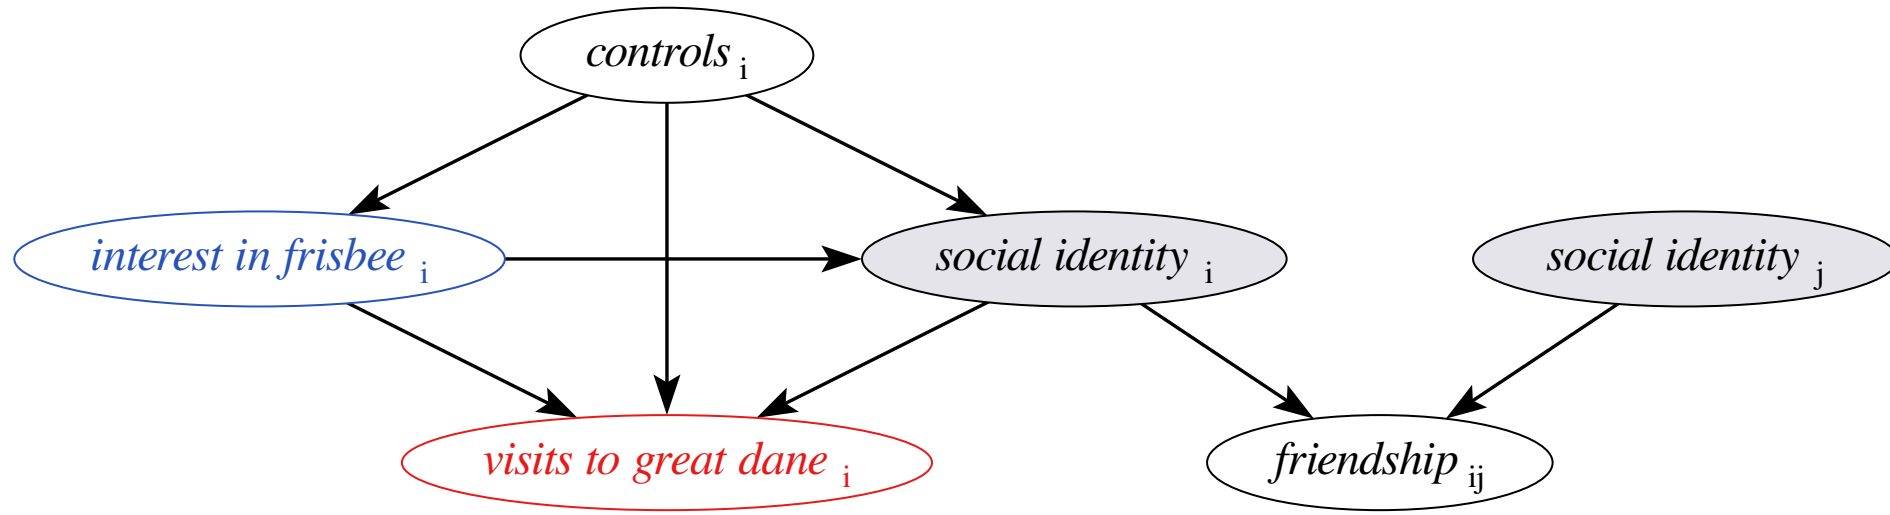 controls i
interest in frisbee i
social identity i
social identity j
visits to great dane i
friendship ij